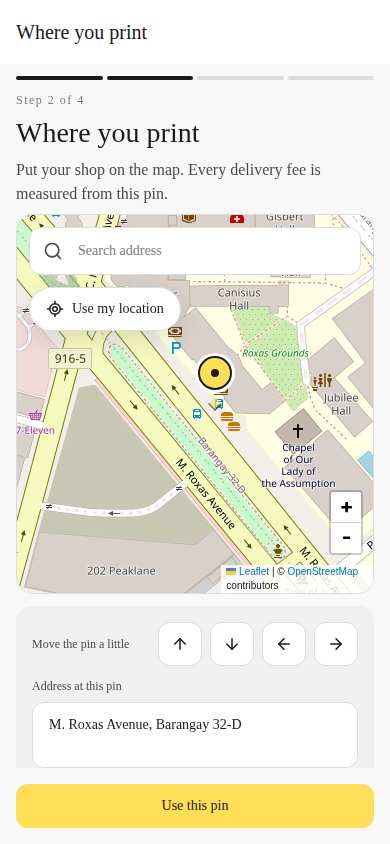 Where you print
Step 2 of 4
Where you print
Put your shop on the map. Every delivery fee is
measured from this pin.
Search address
Use my location
Canisius
Hall
Roxas Grounds
Jubilee
Hall
916-5
P
7-Eleven
Barangay 32-D
M. Roxas Avenue
Chapel
of Our
Lady of
the Assumption
202 Peaklane
+
-
Leaflet | © OpenStreetMap
contributors
Move the pin a little
Address at this pin
M. Roxas Avenue, Barangay 32-D
Use this pin